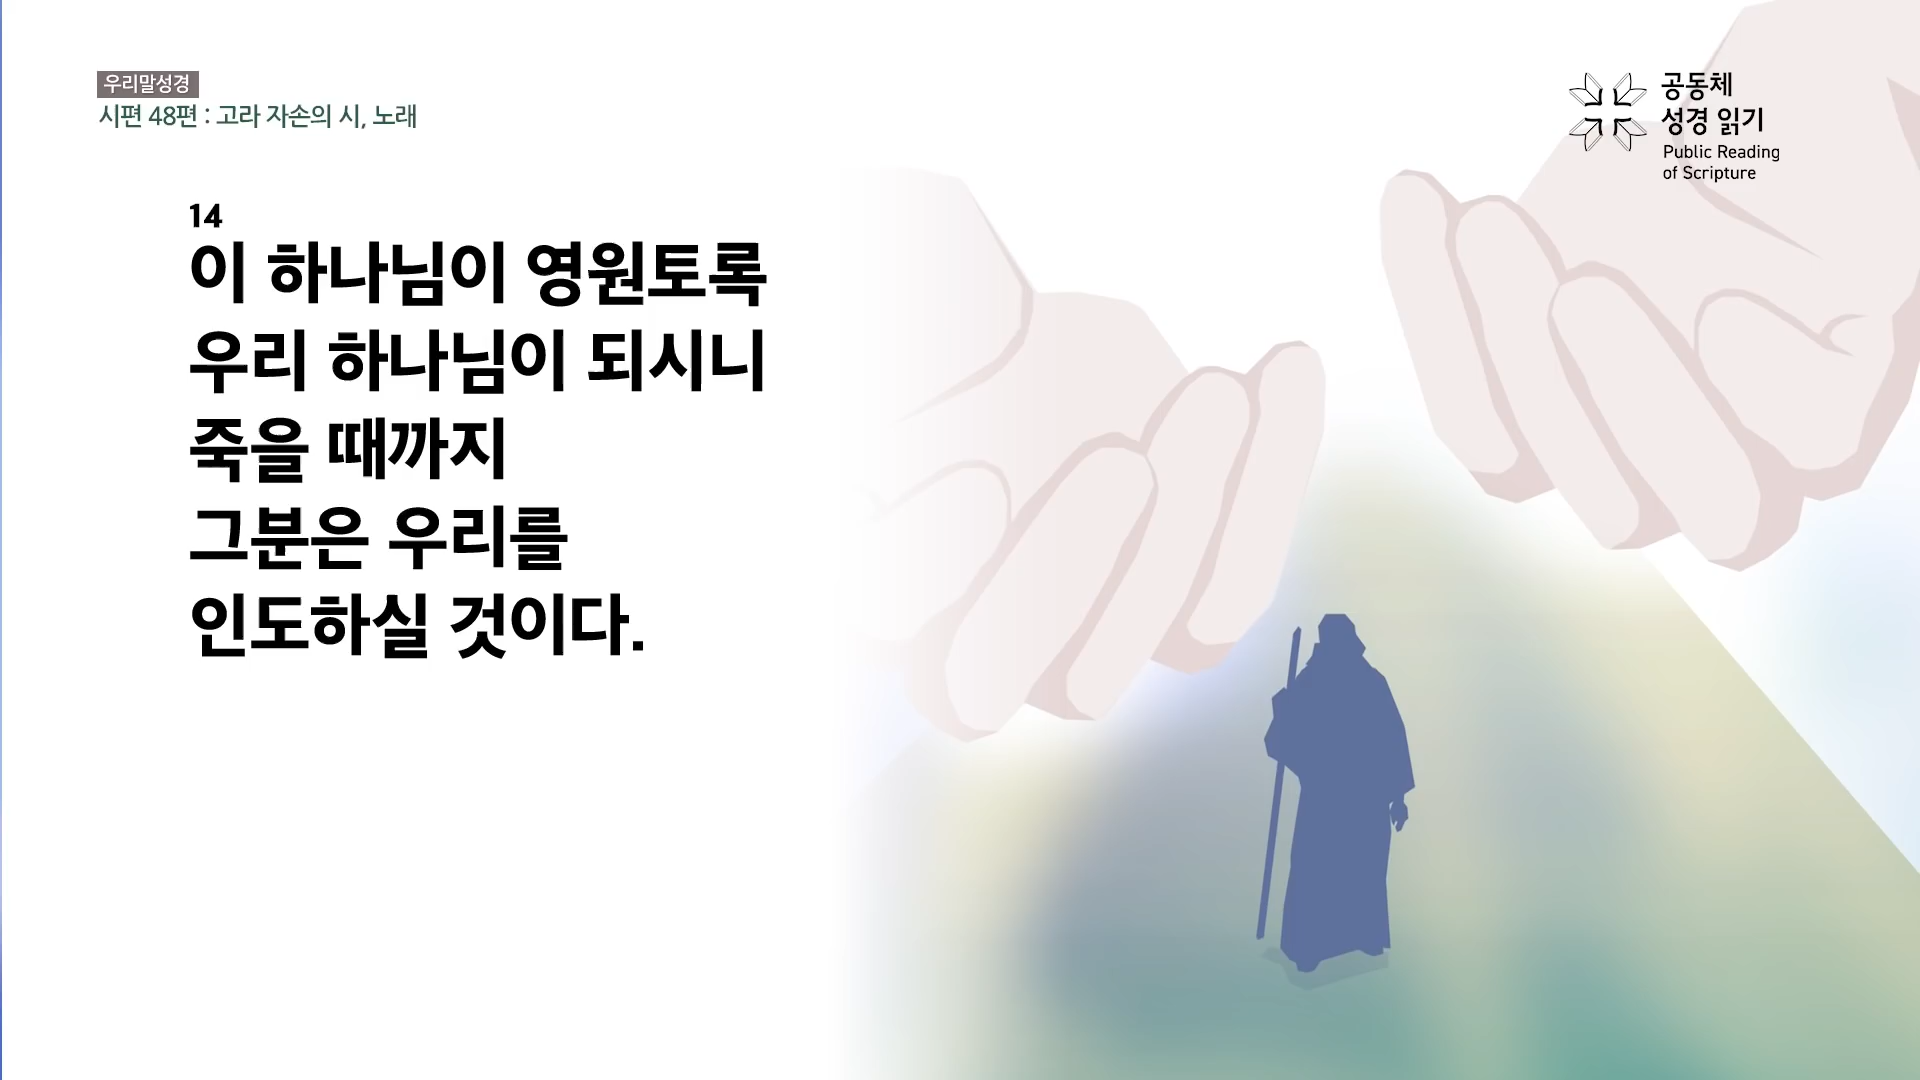 우리말성경
시편 48편 : 고라 자손의 시, 노래
공동체
성경 읽기
Public Reading
of Scripture
14
이 하나님이 영원토록
우리 하나님이 되시니
죽을 때까지
그분은 우리를
인도하실 것이다.